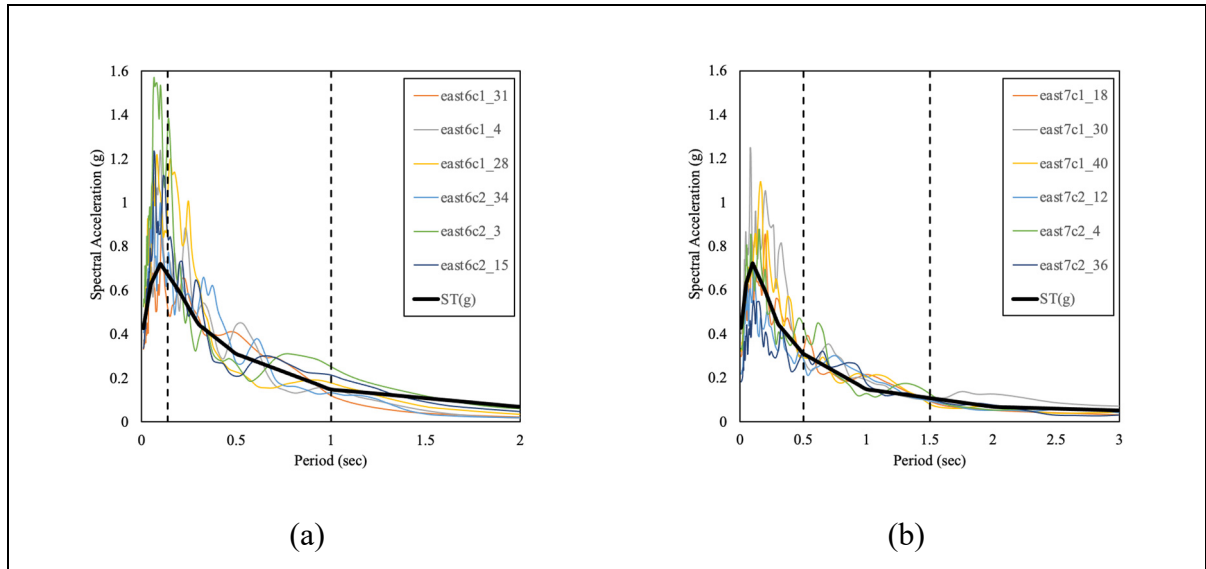 1.6
1.4
1.2
1
0.8
0.6
0.4
0.2
0
Spectral Acceleration (g)
0 0.5 1 1.5 2
Period (sec)
east6c1_31
east6c1_4
east6c1_28
east6c2_34
east6c2_3
east6c2_15
ST(g)
(a)
1.6
1.4
1.2
1
0.8
0.6
0.4
0.2
0
Spectral Acceleration (g)
0 0.5 1 1.5 2 2.5 3
Period (sec)
east7c1_18
east7c1_30
east7c1_40
east7c2_12
east7c2_4
east7c2_36
ST(g)
(b)